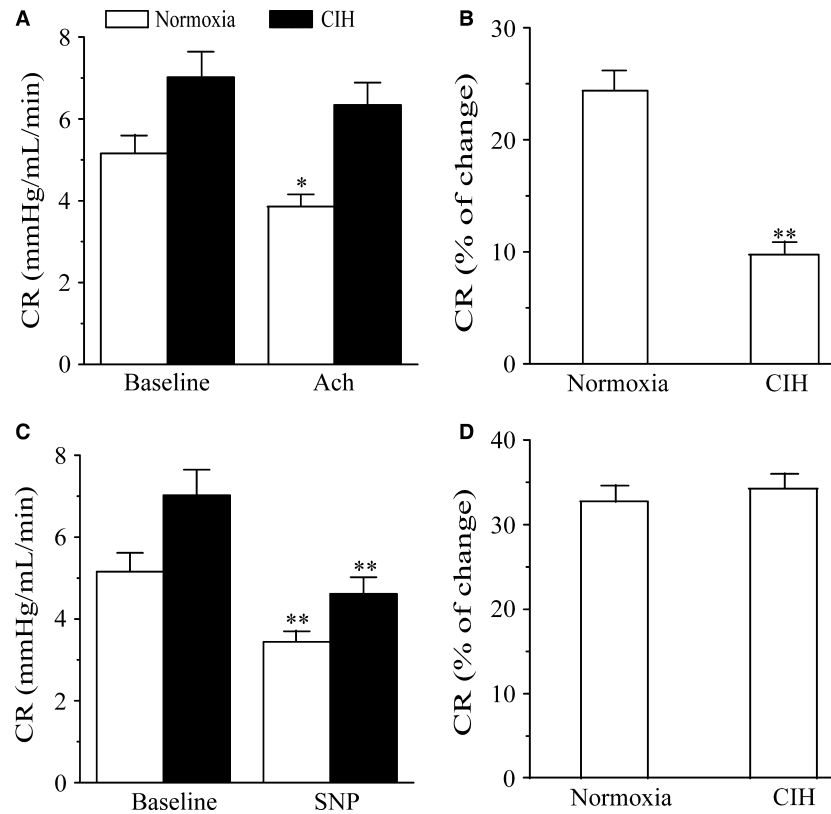 A
Normoxia
CIH
CR (mmHg/mL/min)
8
6
4
2
0
*
Baseline
Ach
B
CR (% of change)
30
20
10
0
**
Normoxia
CIH
C
CR (mmHg/mL/min)
8
6
4
2
0
**
**
Baseline
SNP
D
CR (% of change)
40
30
20
10
0
Normoxia
CIH